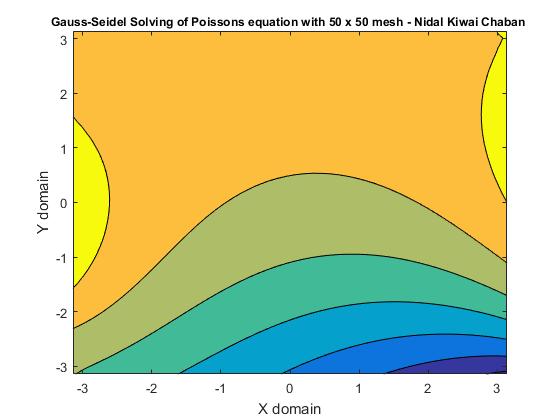 Gauss-Seidel Solving of Poissons equation with 50 x 50 mesh - Nidal Kiwai Chaban
3
2
1
0
-1
-2
-3
Y domain
-3 -2 -1 0 1 2 3
X domain